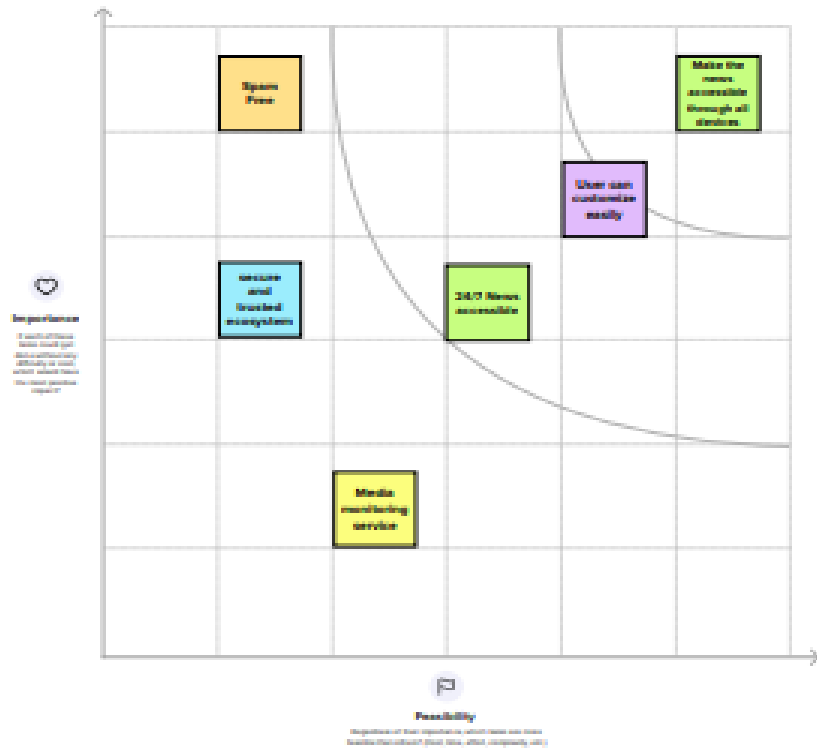 Spam
Free
Make the
news
accessible
through all
devices
User can
customize
easily
secure
and
trusted
ecosystem
24/7 News
accessible
Importance
Media
monitoring
service
Feasibility